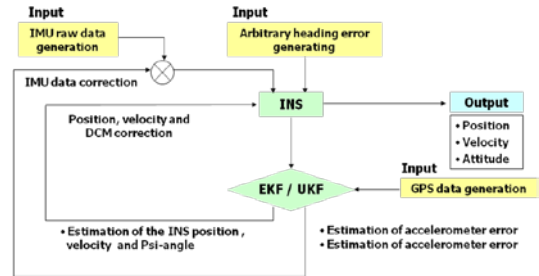 Input
IMU raw data
generation
Input
Arbitrary heading error
generating
IMU data correction
INS
Position, velocity and
DCM correction
Output
• Position
• Velocity
• Attitude
Input
GPS data generation
EKF / UKF
• Estimation of the INS position ,
velocity and Psi-angle
• Estimation of accelerometer error
• Estimation of accelerometer error